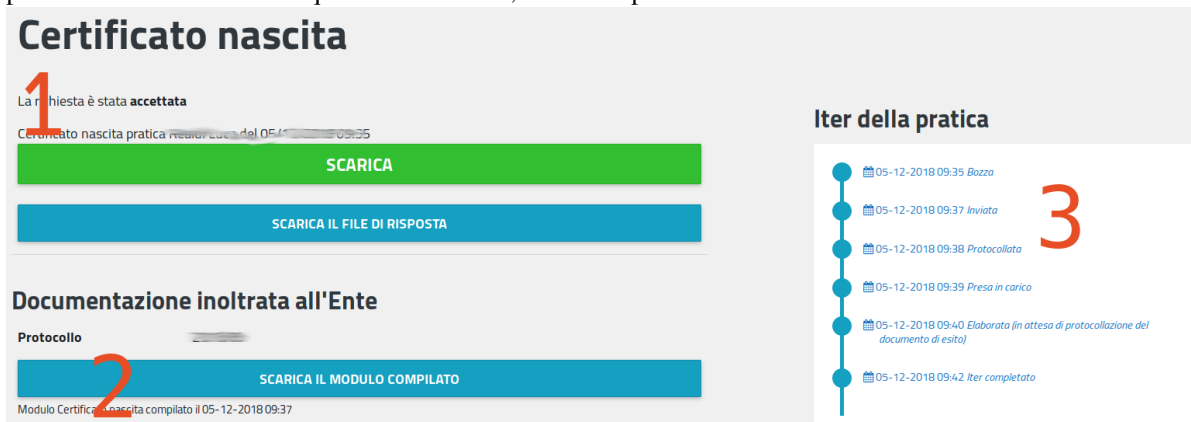 Certificato nascita
1
La richiesta è stata accettata
Certificato nascita pratica del
SCARICA
SCARICA IL FILE DI RISPOSTA
Documentazione inoltrata all'Ente
Protocollo
2
SCARICA IL MODULO COMPILATO
Modulo Certificato nascita compilato il 05-12-2018 09:37
Iter della pratica
3
05-12-2018 09:35 Bozza
05-12-2018 09:37 Inviata
05-12-2018 09:38 Protocollata
05-12-2018 09:39 Presa in carico
05-12-2018 09:40 Elaborata (in attesa di protocollazione del
documento di esito)
05-12-2018 09:42 Iter completato